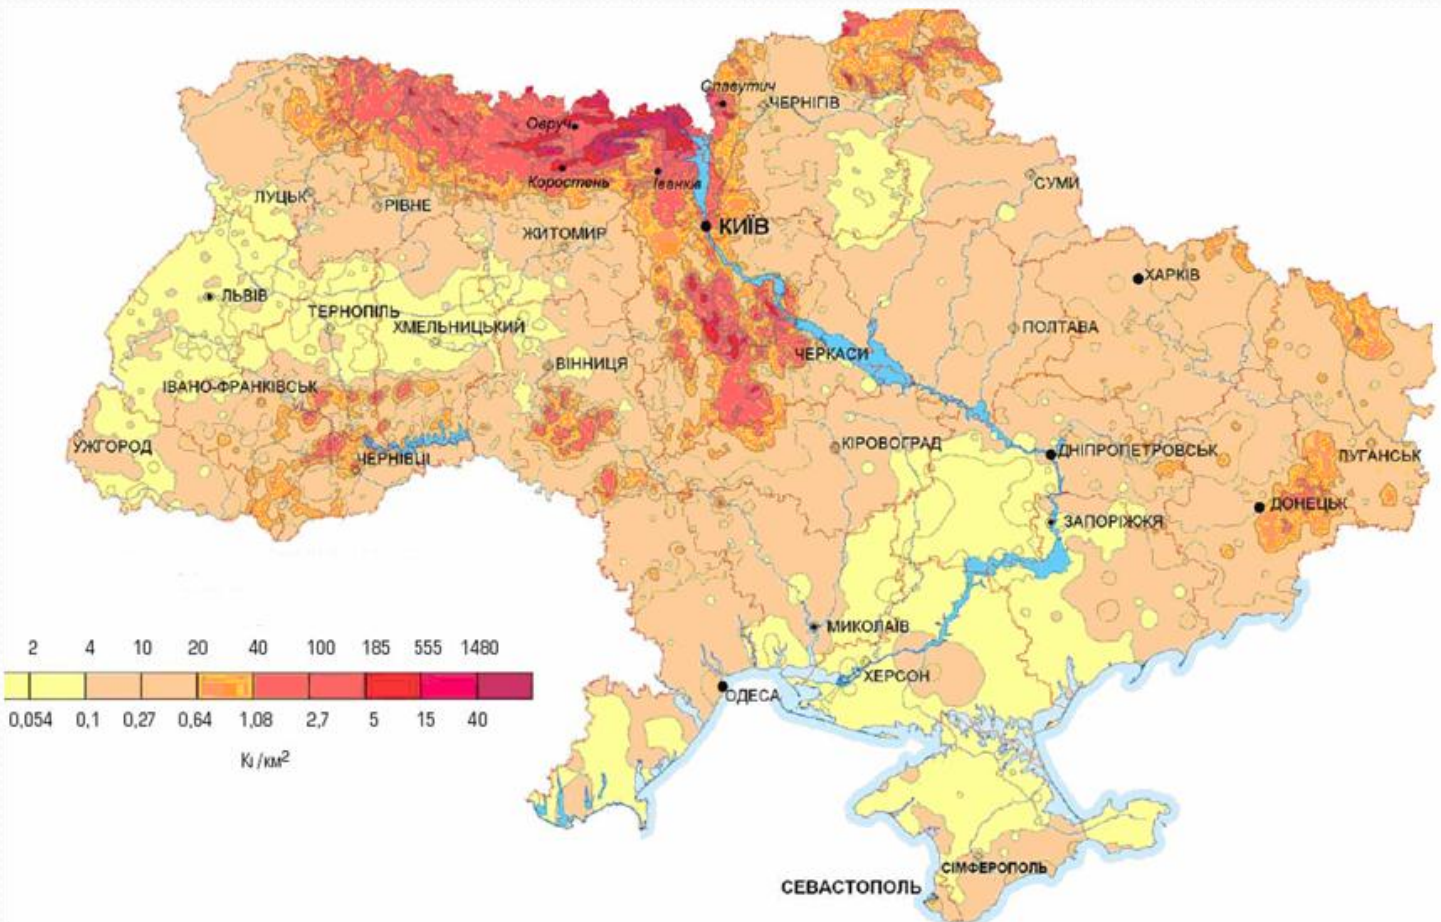 Славутич
ЧЕРНІГІВ
Овруч
Коростень
Іванків
СУМИ
ЛУЦЬК
РІВНЕ
КИЇВ
ЖИТОМИР
ХАРКІВ
ЛЬВІВ
ТЕРНОПІЛЬ
ХМЕЛЬНИЦЬКИЙ
ПОЛТАВА
ЧЕРКАСИ
ВІННИЦЯ
ІВАНО-ФРАНКІВСЬК
УЖГОРОД
ЧЕРНІВЦІ
КІРОВОГРАД
ДНІПРОПЕТРОВСЬК
ЛУГАНСЬК
ДОНЕЦЬК
ЗАПОРІЖЖЯ
МИКОЛАЇВ
ХЕРСОН
ОДЕСА
2 4 10 20 40 100 185 555 1480
0,054 0,1 0,27 0,64 1,08 2,7 5 15 40
Кі/км²
СІМФЕРОПОЛЬ
СЕВАСТОПОЛЬ